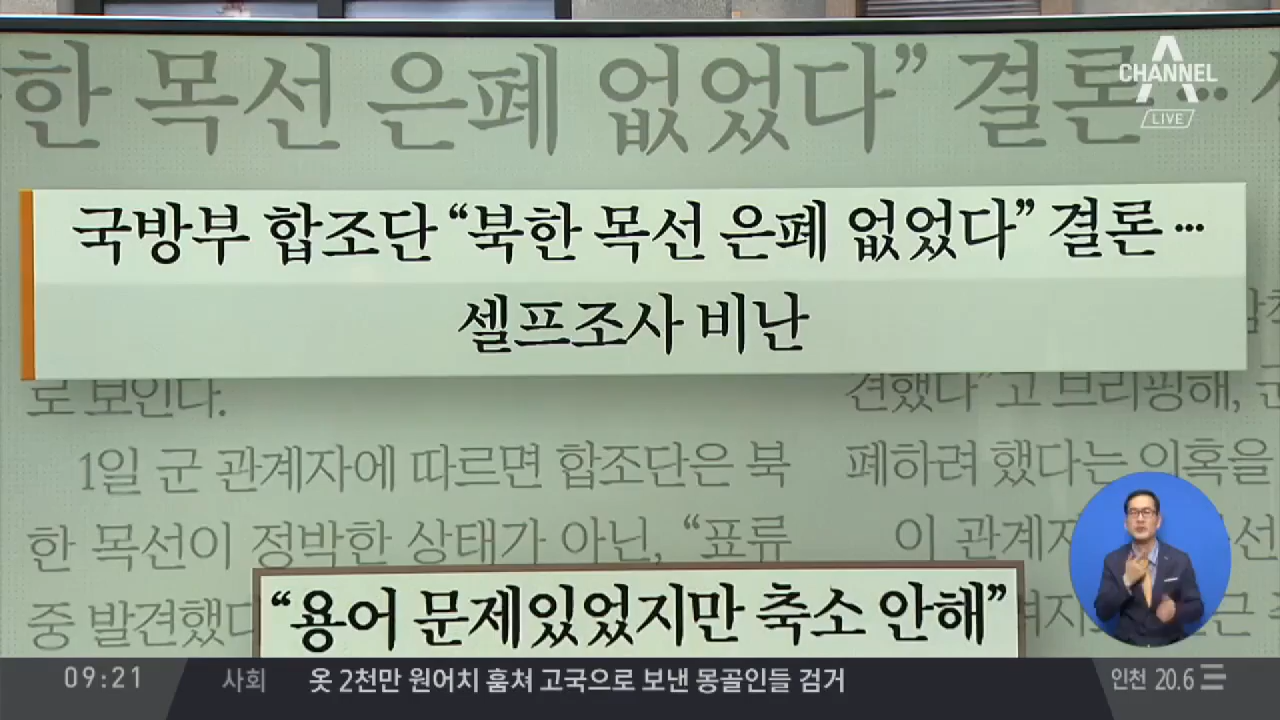 한 목선 은폐 없었다” 결론…
CHANNEL A
LIVE
국방부 합조단 “북한 목선 은폐 없었다” 결론…
셀프조사 비난
로 보인다.
견했다”고 브리핑해,
1일 군 관계자에 따르면 합조단은 북
폐하려 했다는 의혹을
한 목선이 정박한 상태가 아닌, “표류
이 관계자
중 발견했다
“용어 문제있었지만 축소 안해”
09:21 사회 옷 2천만 원어치 훔쳐 고국으로 보낸 몽골인들 검거 인천 20.6